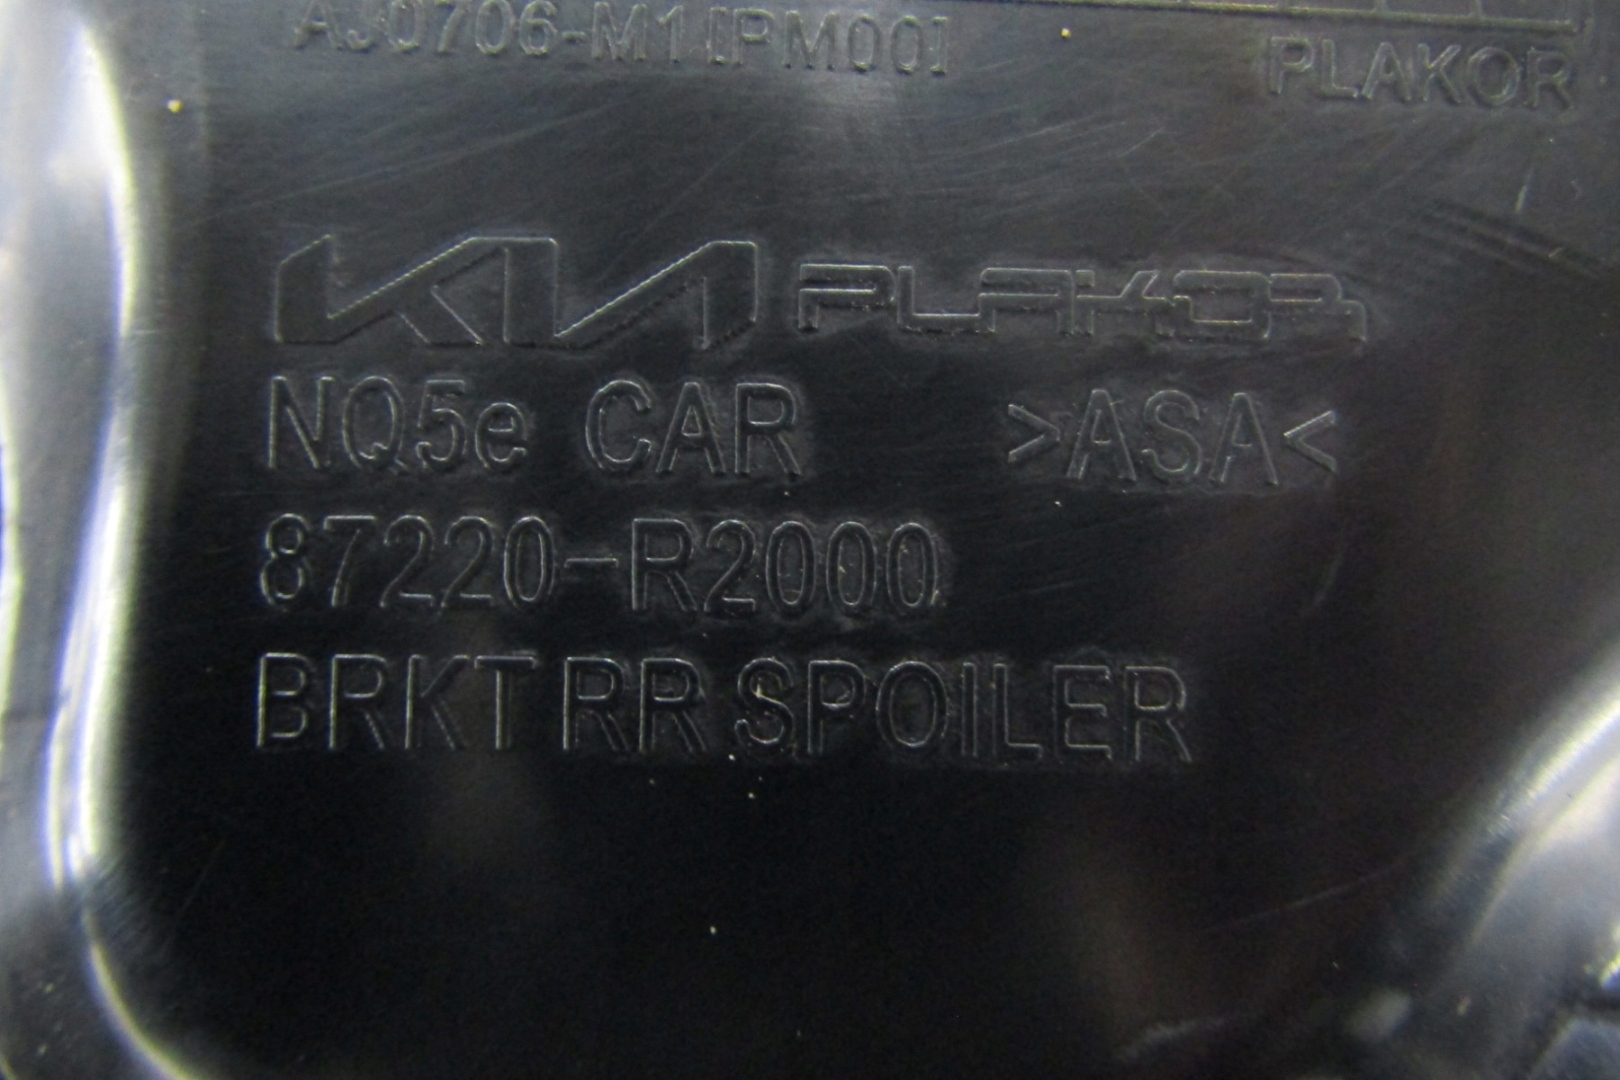 AJ0706-M1[PM00]
PLAKOR
KIA PLAKOR
NQ5e CAR >ASA<
87220-R2000
BRKT RR SPOILER